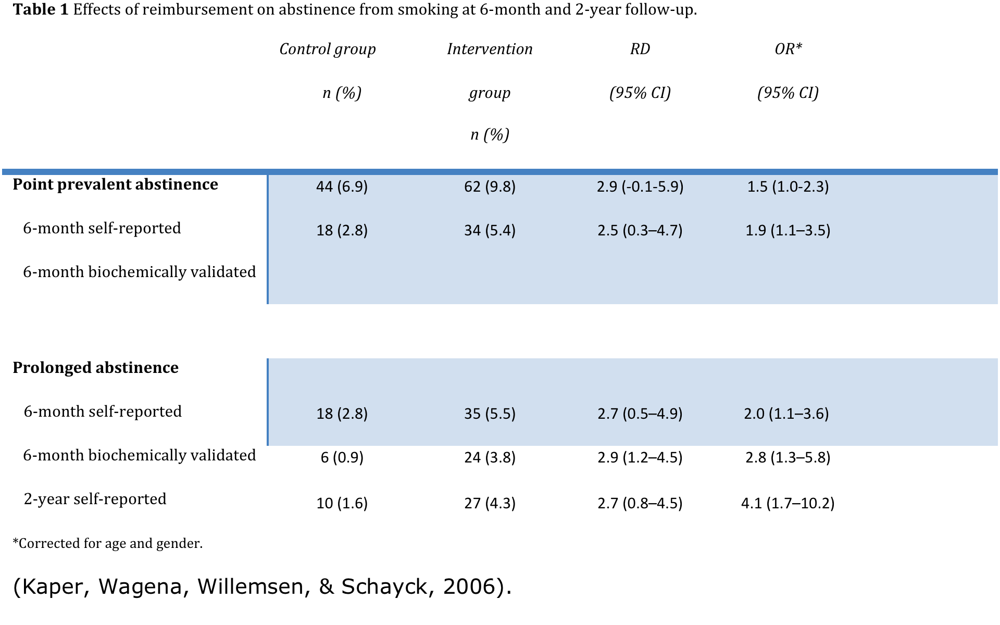 Table 1 Effects of reimbursement on abstinence from smoking at 6-month and 2-year follow-up.
Control group Intervention RD OR*
n (%) group (95% CI) (95% CI)
n (%)
Point prevalent abstinence 44 (6.9) 62 (9.8) 2.9 (-0.1-5.9) 1.5 (1.0-2.3)
6-month self-reported 18 (2.8) 34 (5.4) 2.5 (0.3–4.7) 1.9 (1.1–3.5)
6-month biochemically validated
Prolonged abstinence
6-month self-reported 18 (2.8) 35 (5.5) 2.7 (0.5–4.9) 2.0 (1.1–3.6)
6-month biochemically validated 6 (0.9) 24 (3.8) 2.9 (1.2–4.5) 2.8 (1.3–5.8)
2-year self-reported 10 (1.6) 27 (4.3) 2.7 (0.8–4.5) 4.1 (1.7–10.2)
*Corrected for age and gender.
(Kaper, Wagena, Willemsen, & Schayck, 2006).